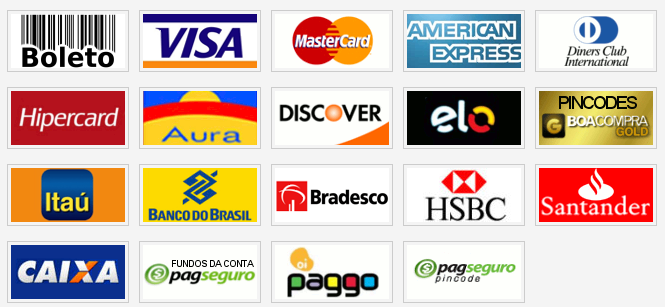 Boleto
VISA
MasterCard
AMERICAN
EXPRESS
Diners Club
International
Hipercard
Aura
DISCOVER
elo
PINCODES
G BOACOMPRA
GOLD
Itaú
BANCO DO BRASIL
Bradesco
HSBC
Santander
CAIXA
FUNDOS DA CONTA
pagseguro
oi
paggo
pagseguro
pincode